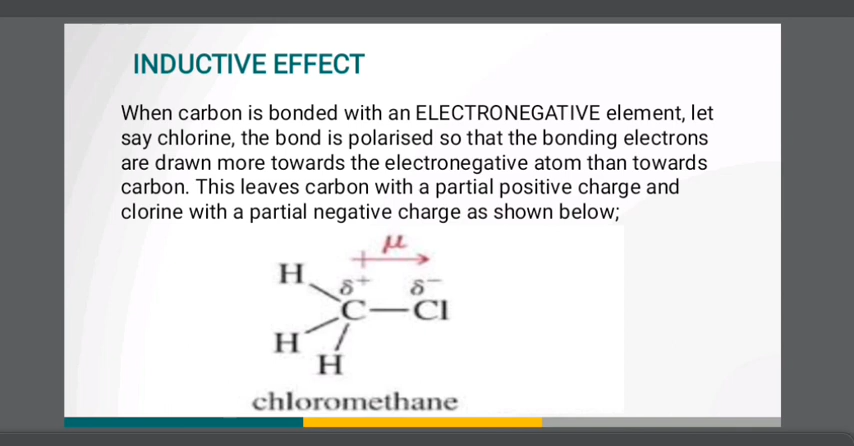 INDUCTIVE EFFECT
When carbon is bonded with an ELECTRONEGATIVE element, let
say chlorine, the bond is polarised so that the bonding electrons
are drawn more towards the electronegative atom than towards
carbon. This leaves carbon with a partial positive charge and
clorine with a partial negative charge as shown below;
μ
H δ+ δ−
C—Cl
H
H
chloromethane